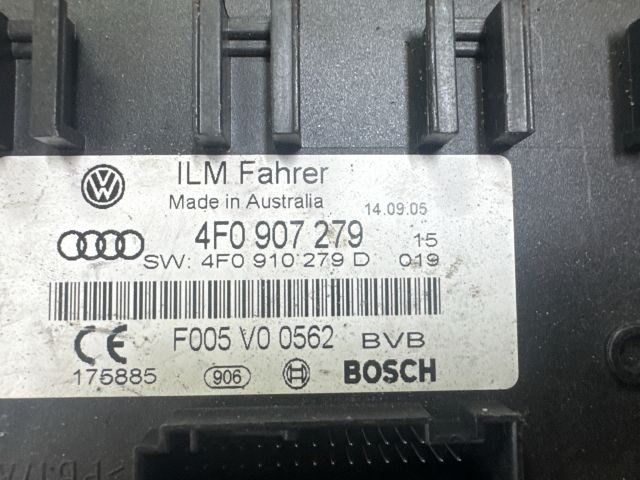 ILM Fahrer
Made in Australia 14.09.05
4F0 907 279 15
SW: 4F0 910 279 D 019
F005 V0 0562 BVB
175885 906 BOSCH